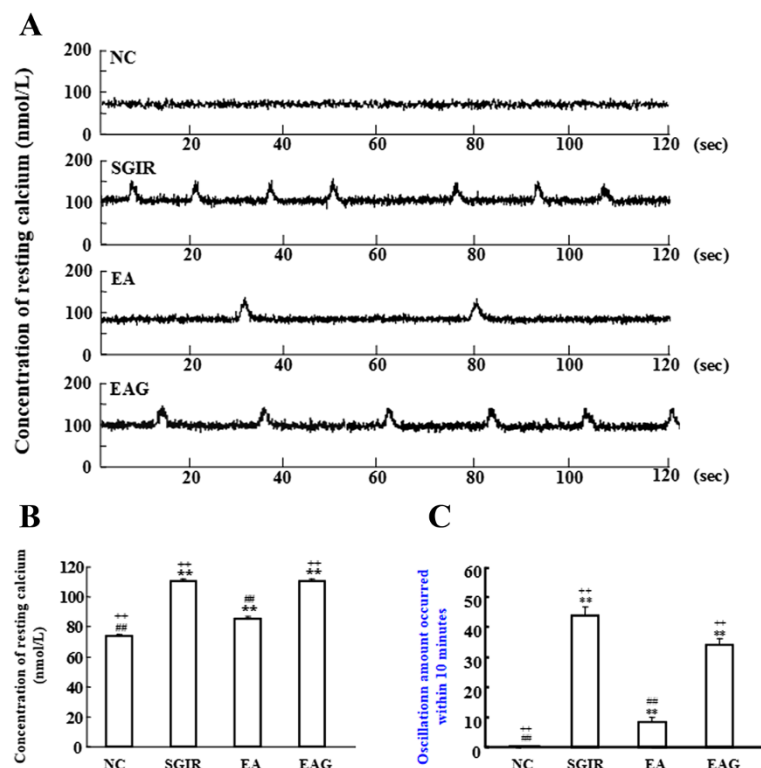 A
Concentration of resting calcium (nmol/L)
NC
200
100
0
20 40 60 80 100 120 (sec)
SGIR
200
100
0
20 40 60 80 100 120 (sec)
EA
200
100
0
20 40 60 80 100 120 (sec)
EAG
200
100
0
20 40 60 80 100 120 (sec)
B
Concentration of resting calcium
(nmol/L)
120
100
80
60
40
20
0
++
##
++
**
##
**
++
**
NC SGIR EA EAG
C
Oscillationn amount occurred
within 10 minutes
60
50
40
30
20
10
0
++
##
++
**
##
**
++
**
NC SGIR EA EAG